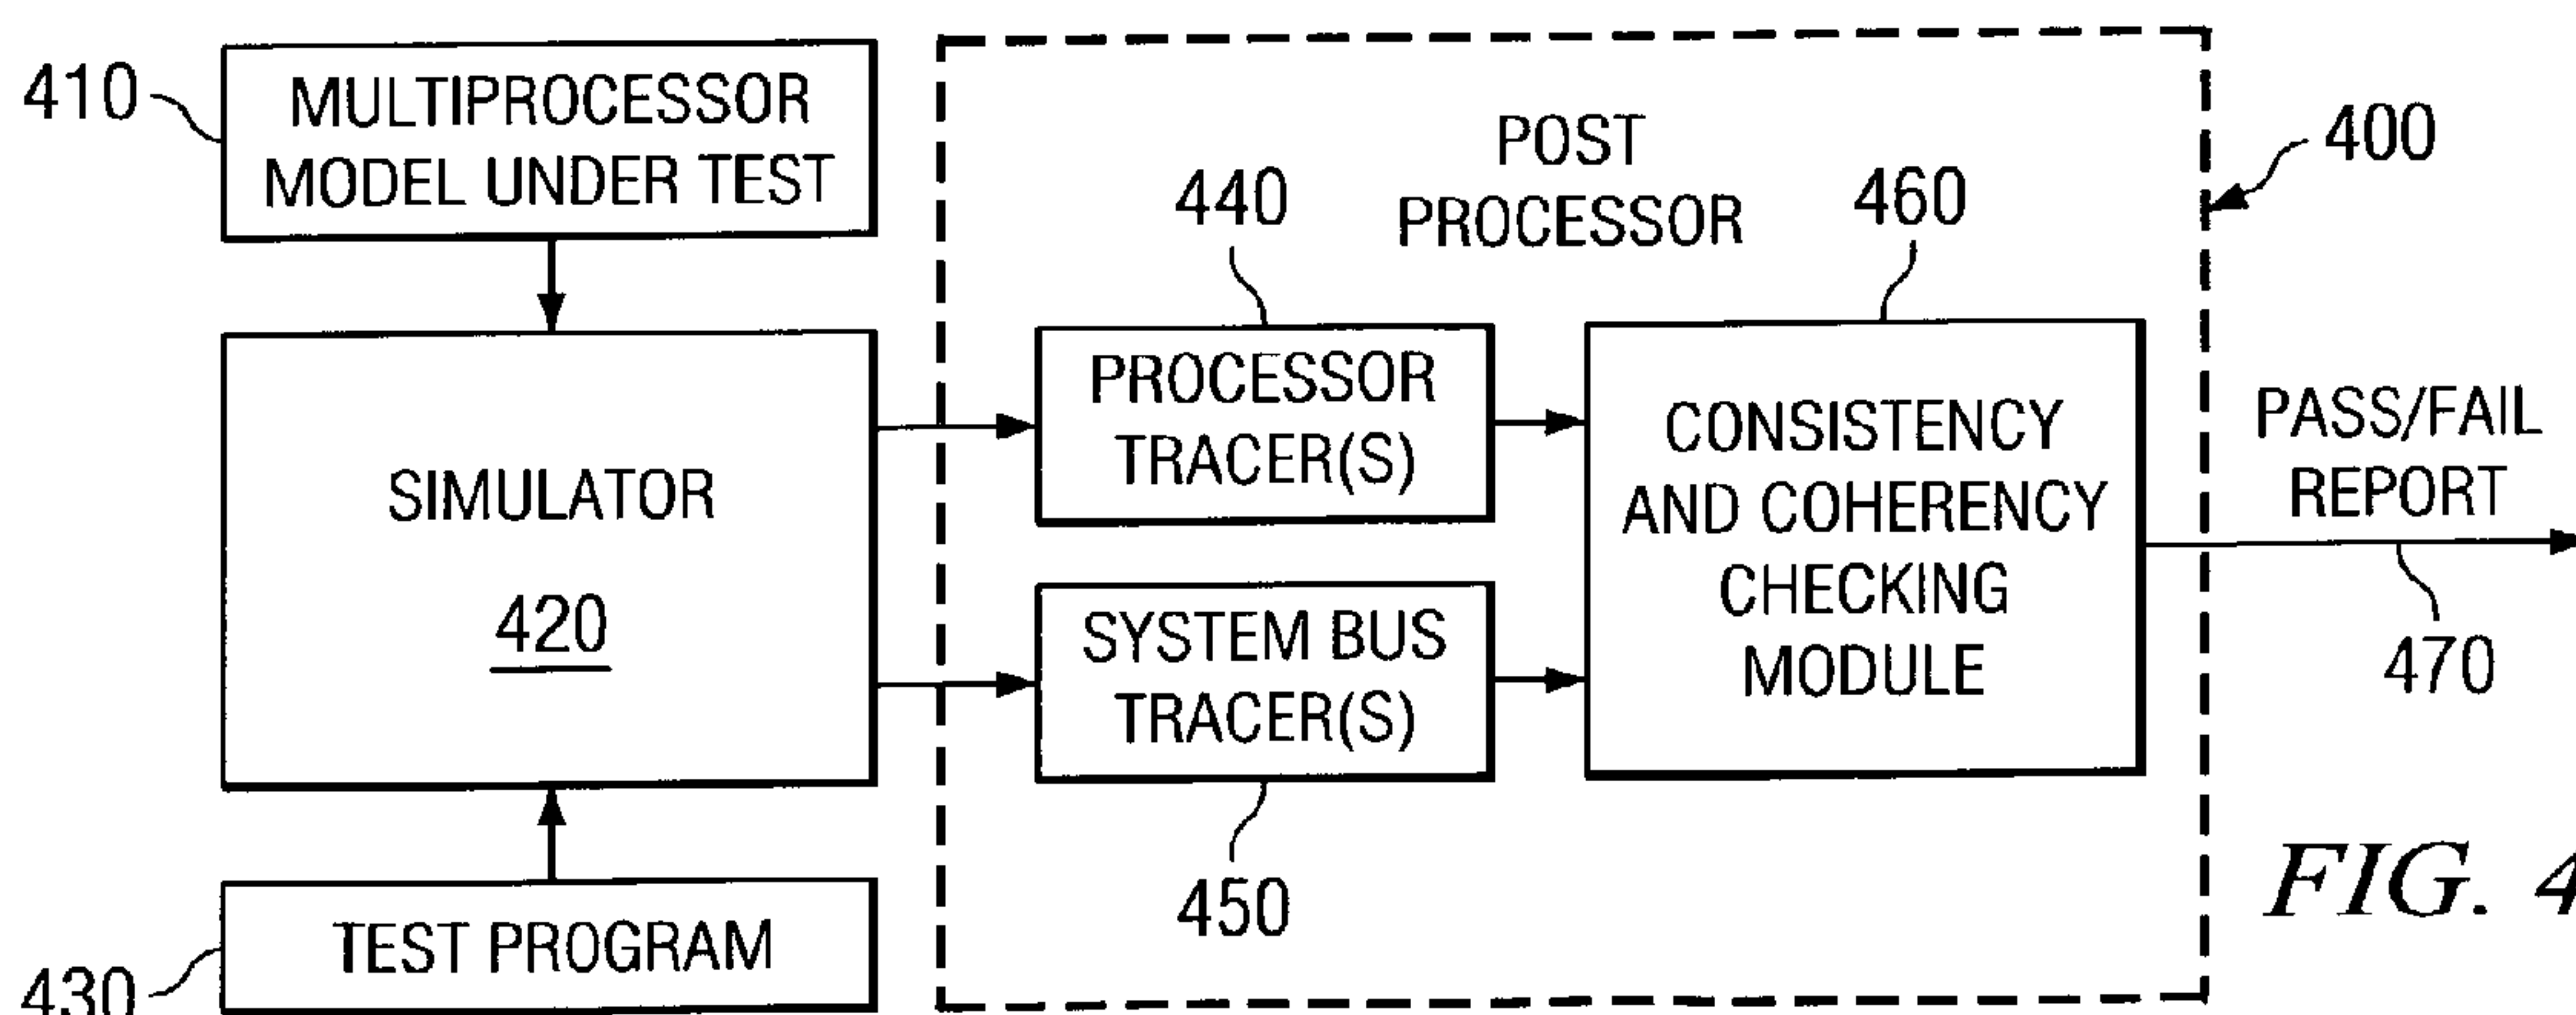 410
MULTIPROCESSOR
MODEL UNDER TEST
SIMULATOR
420
TEST PROGRAM
430
POST
PROCESSOR
400
440
PROCESSOR
TRACER(S)
SYSTEM BUS
TRACER(S)
450
460
CONSISTENCY
AND COHERENCY
CHECKING
MODULE
PASS/FAIL
REPORT
470
FIG. 4